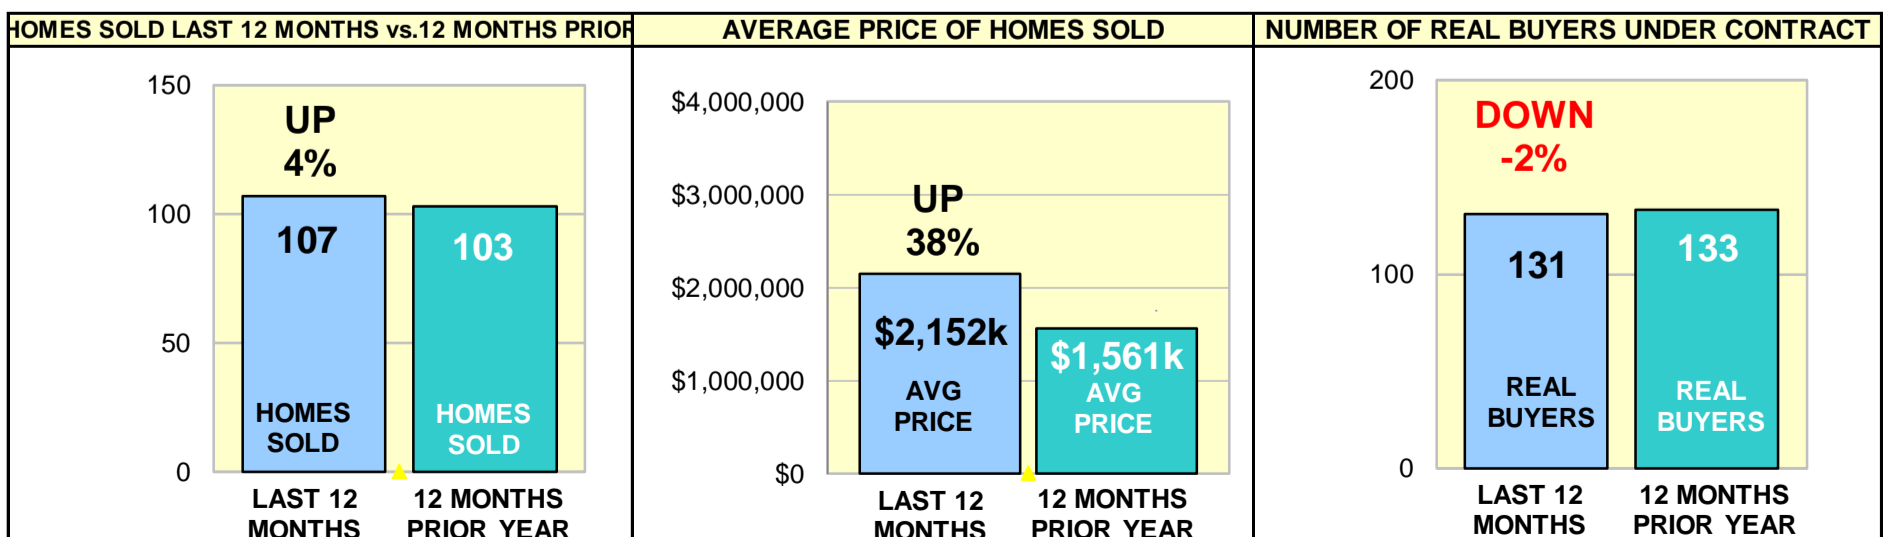 HOMES SOLD LAST 12 MONTHS vs.12 MONTHS PRIOR
150
100
50
0
UP
4%
107
HOMES
SOLD
103
HOMES
SOLD
LAST 12
MONTHS
12 MONTHS
PRIOR YEAR
AVERAGE PRICE OF HOMES SOLD
$4,000,000
$3,000,000
$2,000,000
$1,000,000
$0
UP
38%
$2,152k
AVG
PRICE
$1,561k
AVG
PRICE
LAST 12
MONTHS
12 MONTHS
PRIOR YEAR
NUMBER OF REAL BUYERS UNDER CONTRACT
200
100
0
DOWN
-2%
131
REAL
BUYERS
133
REAL
BUYERS
LAST 12
MONTHS
12 MONTHS
PRIOR YEAR